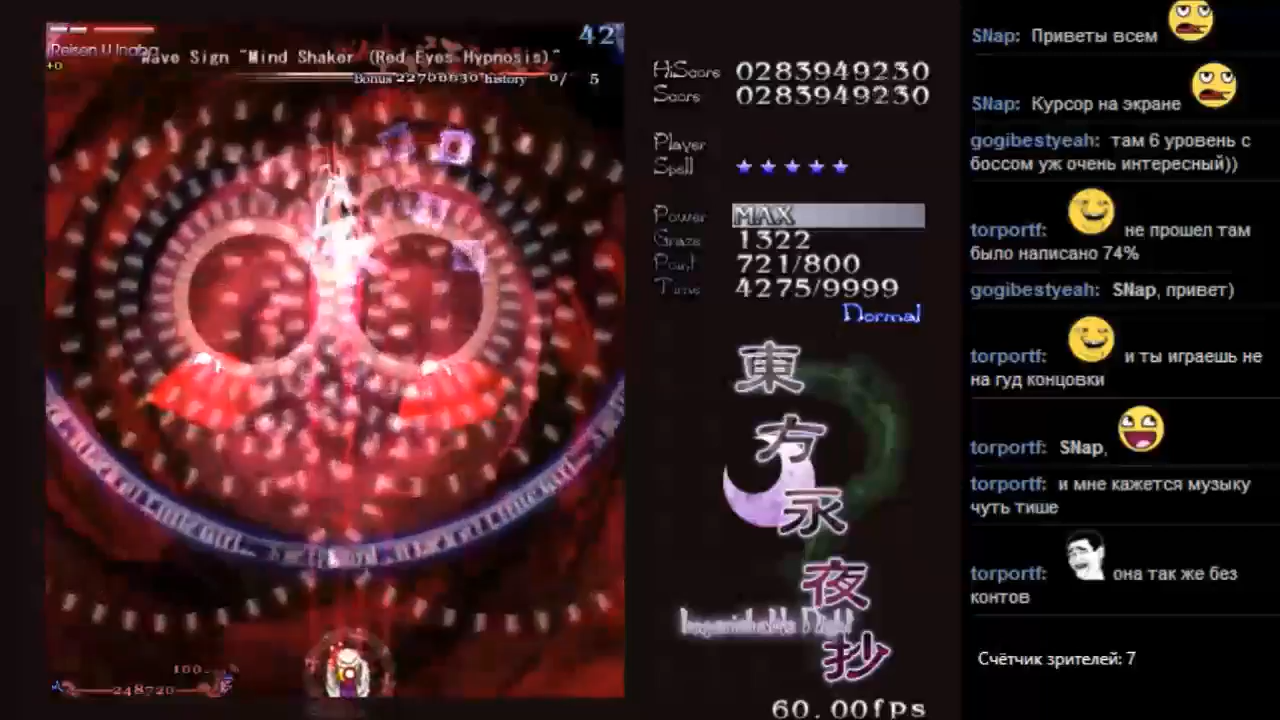 42
Reisen U Inaba
Wave Sign "Mind Shaker (Red Eyes Hypnosis)"
+0
Bonus 22700630 history 0/ 5
HiScore 0283949230
Score 0283949230
Player
Spell ★★★★★
Power MAX
Graze 1322
Point 721/800
Time 4275/9999
Normal
東
方
永
夜
抄
Imperishable Night
60.00fps
100
248720
SNap: Приветы всем
SNap: Курсор на экране
gogibestyeah: там 6 уровень с
боссом уж очень интересный))
torportf: не прошел там
было написано 74%
gogibestyeah: SNap, привет)
torportf: и ты играешь не
на гуд концовки
torportf: SNap,
torportf: и мне кажется музыку
чуть тише
torportf: она так же без
контов
Счётчик зрителей: 7